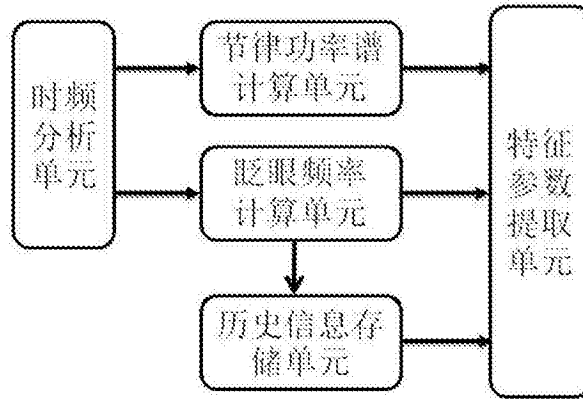 时频
分析
单元
节律功率谱
计算单元
眨眼频率
计算单元
历史信息存
储单元
特征
参数
提取
单元